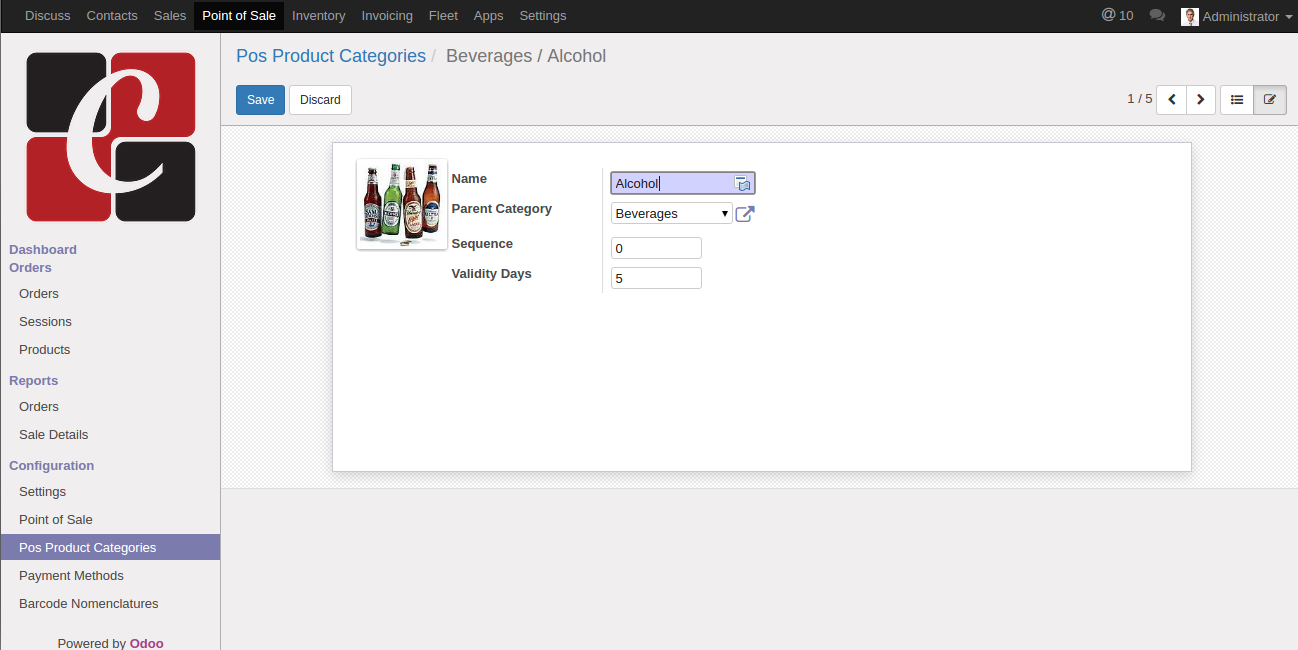 Discuss Contacts Sales Point of Sale Inventory Invoicing Fleet Apps Settings @ 10 Administrator
Pos Product Categories / Beverages / Alcohol
Save Discard 1 / 5
C
Name Alcohol
Parent Category Beverages
Sequence 0
Validity Days 5
Dashboard
Orders
Orders
Sessions
Products
Reports
Orders
Sale Details
Configuration
Settings
Point of Sale
Pos Product Categories
Payment Methods
Barcode Nomenclatures
Powered by Odoo